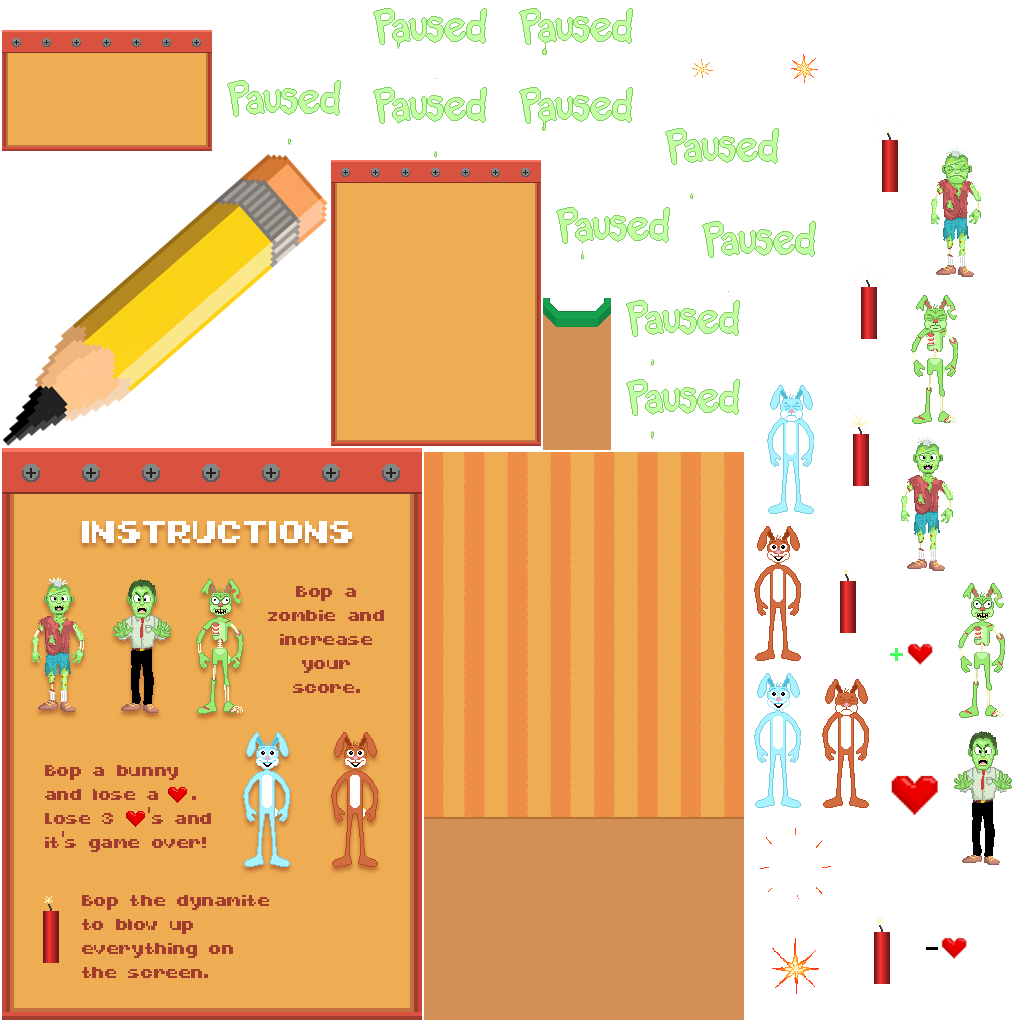 Paused
Paused
Paused
Paused
Paused
Paused
Paused
Paused
Paused
Paused
INSTRUCTIONS
Bop a
zombie and
increase
your
score.
Bop a bunny
and lose a ❤.
Lose 3 ❤'s and
it's game over!
Bop the dynamite
to blow up
everything on
the screen.
+❤
-❤